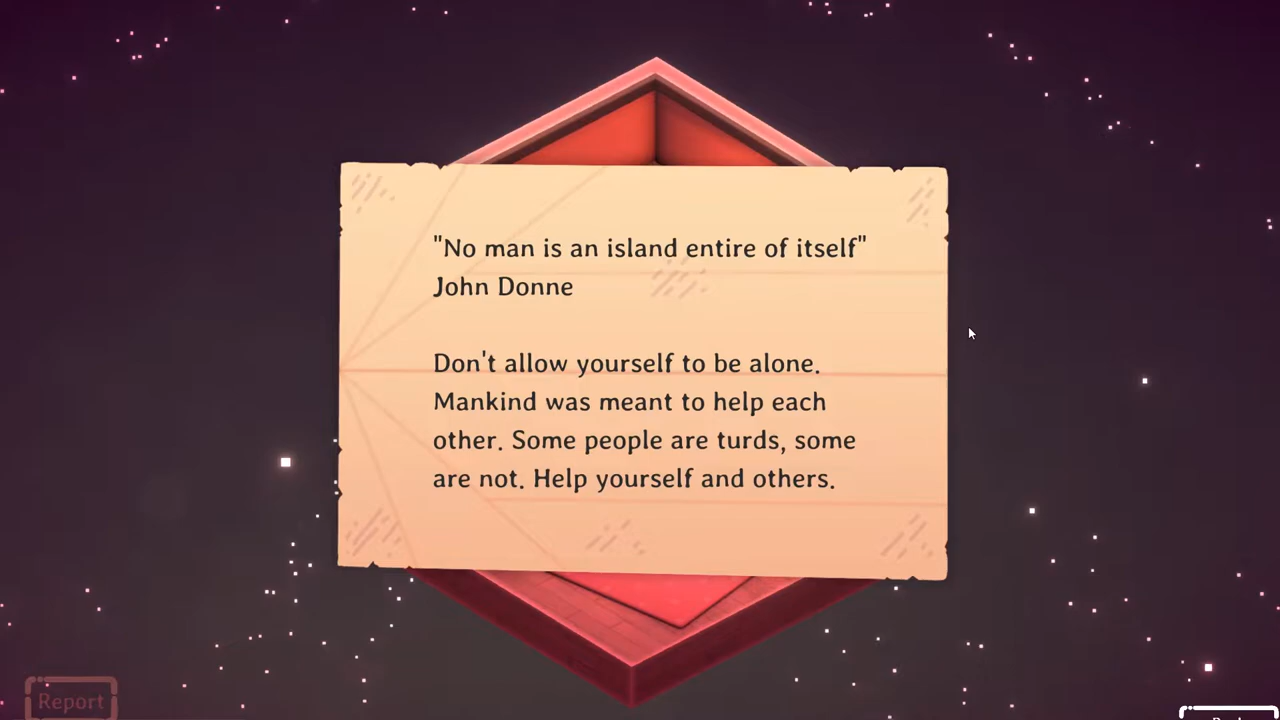 "No man is an island entire of itself"
John Donne
Don't allow yourself to be alone.
Mankind was meant to help each
other. Some people are turds, some
are not. Help yourself and others.
Report